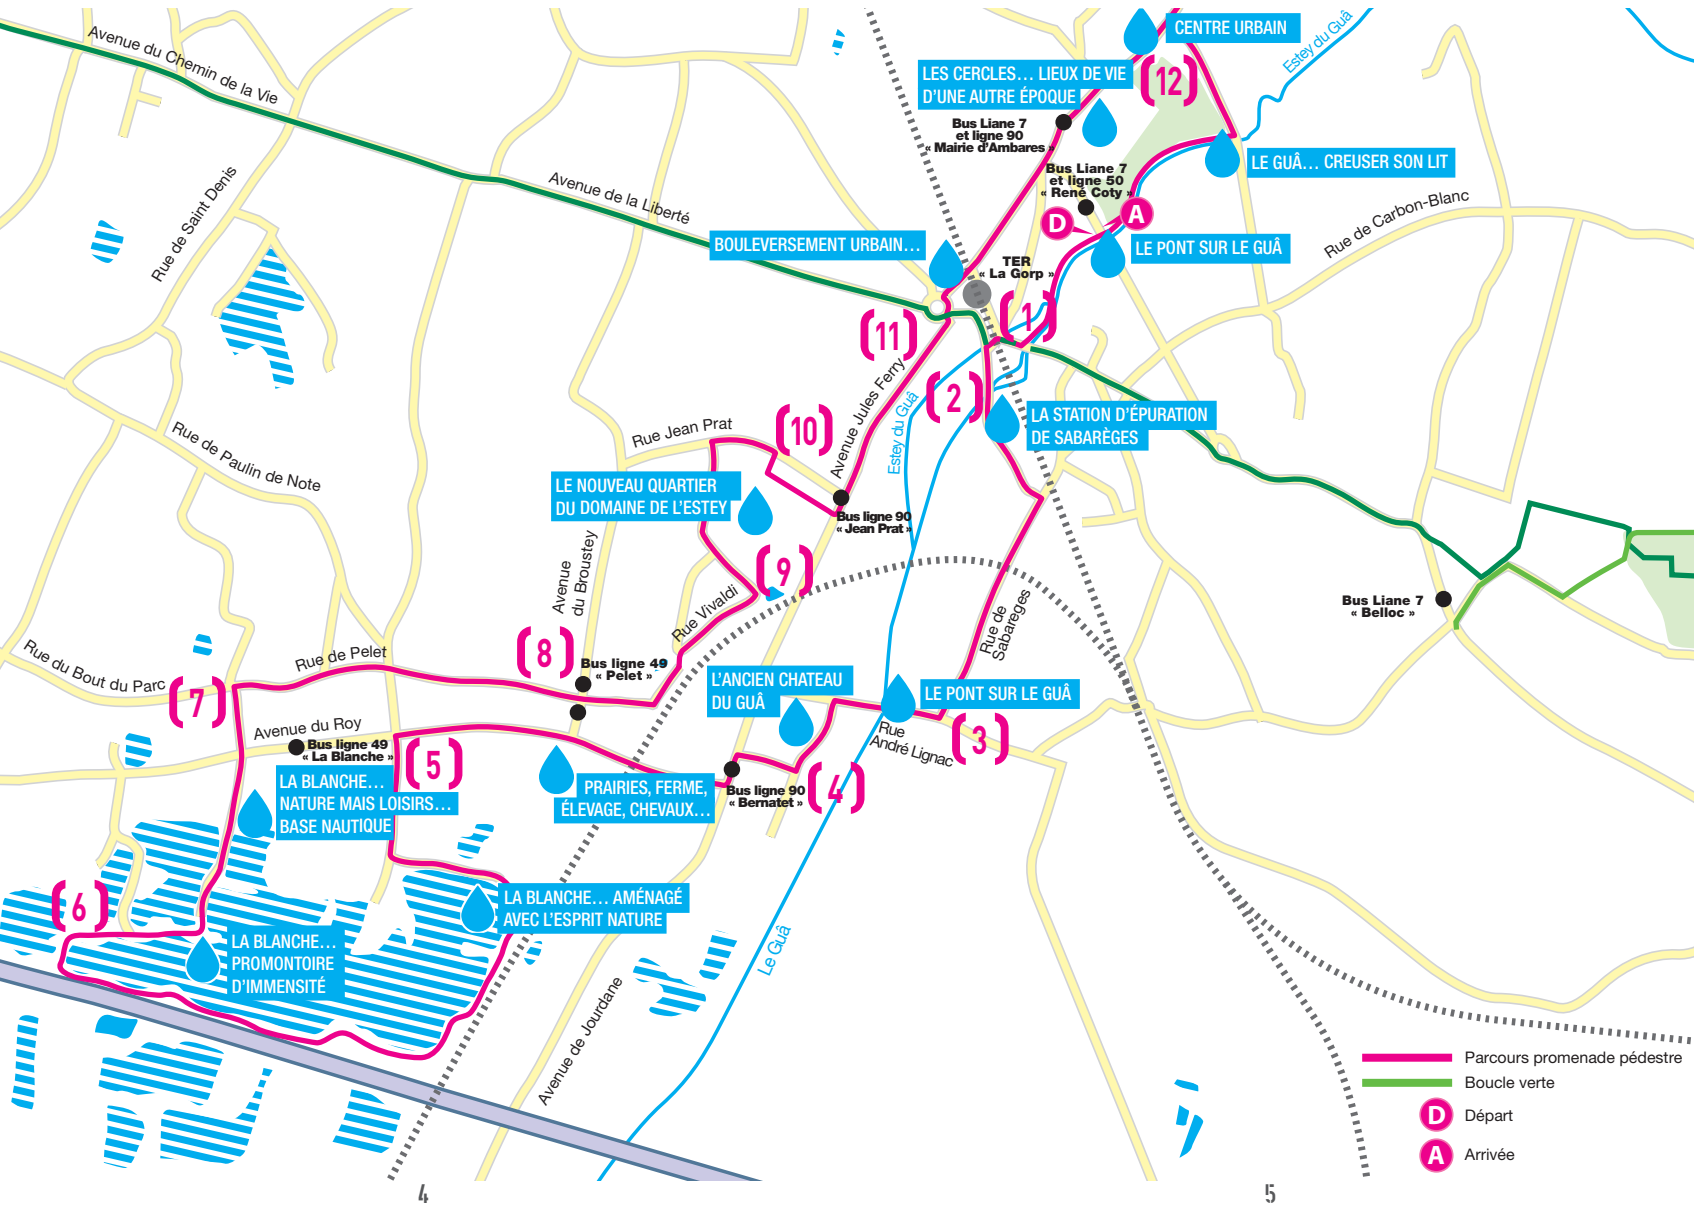 Avenue du Chemin de la Vie
CENTRE URBAIN
Estey du Guâ
LES CERCLES… LIEUX DE VIE
D'UNE AUTRE ÉPOQUE
(12)
Bus Liane 7
et ligne 90
« Mairie d'Ambares »
LE GUÂ… CREUSER SON LIT
Bus Liane 7
et ligne 50
« René Coty »
D
A
Rue de Saint Denis
Avenue de la Liberté
Rue de Carbon-Blanc
BOULEVERSEMENT URBAIN…
LE PONT SUR LE GUÂ
TER
« La Gorp »
(1)
(11)
(2)
Avenue Jules Ferry
Estey du Guâ
LA STATION D'ÉPURATION
DE SABARÈGES
Rue Jean Prat
(10)
Rue de Paulin de Note
LE NOUVEAU QUARTIER
DU DOMAINE DE L'ESTEY
Bus ligne 90
« Jean Prat »
Avenue
du Broustey
(9)
Rue Vivaldi
Bus Liane 7
« Belloc »
Rue de
Sabareges
Rue du Bout du Parc
Rue de Pelet
(8)
Bus ligne 49
« Pelet »
L'ANCIEN CHATEAU
DU GUÂ
LE PONT SUR LE GUÂ
(7)
Avenue du Roy
Rue
André Lignac
(3)
Bus ligne 49
« La Blanche »
(5)
LA BLANCHE…
NATURE MAIS LOISIRS…
BASE NAUTIQUE
PRAIRIES, FERME,
ÉLEVAGE, CHEVAUX…
Bus ligne 90
« Bernatet »
(4)
(6)
LA BLANCHE… AMÉNAGÉ
AVEC L'ESPRIT NATURE
LA BLANCHE…
PROMONTOIRE
D'IMMENSITÉ
Le Guâ
Avenue de Jourdane
Parcours promenade pédestre
Boucle verte
D Départ
A Arrivée
4
5